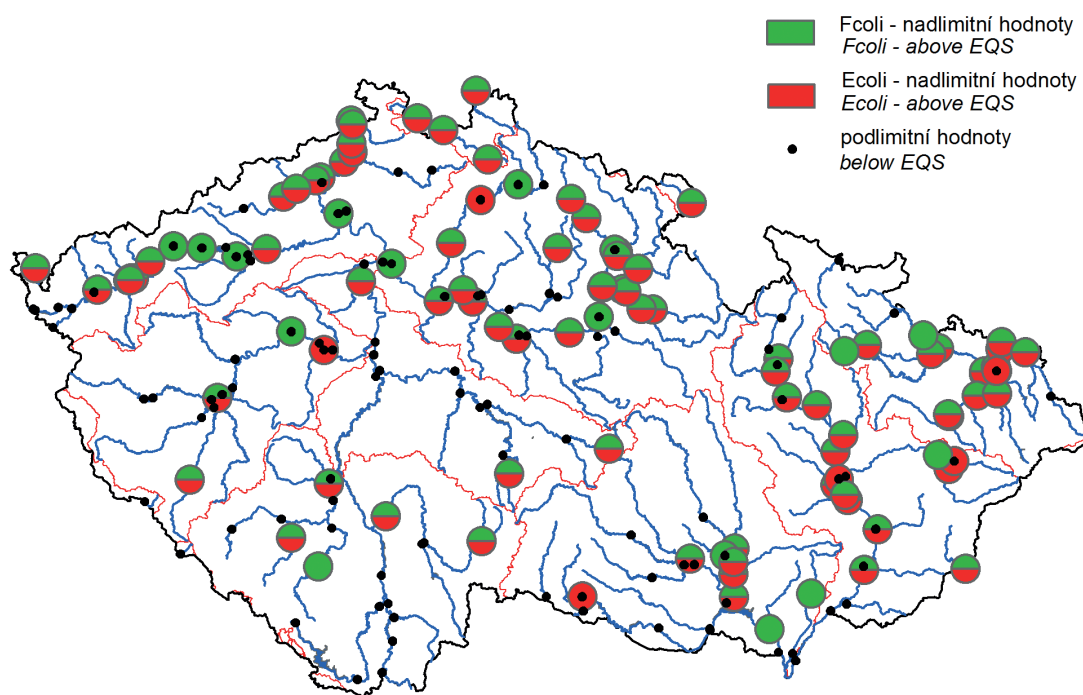 Fcoli - nadlimitní hodnoty
Fcoli - above EQS
Ecoli - nadlimitní hodnoty
Ecoli - above EQS
podlimitní hodnoty
below EQS